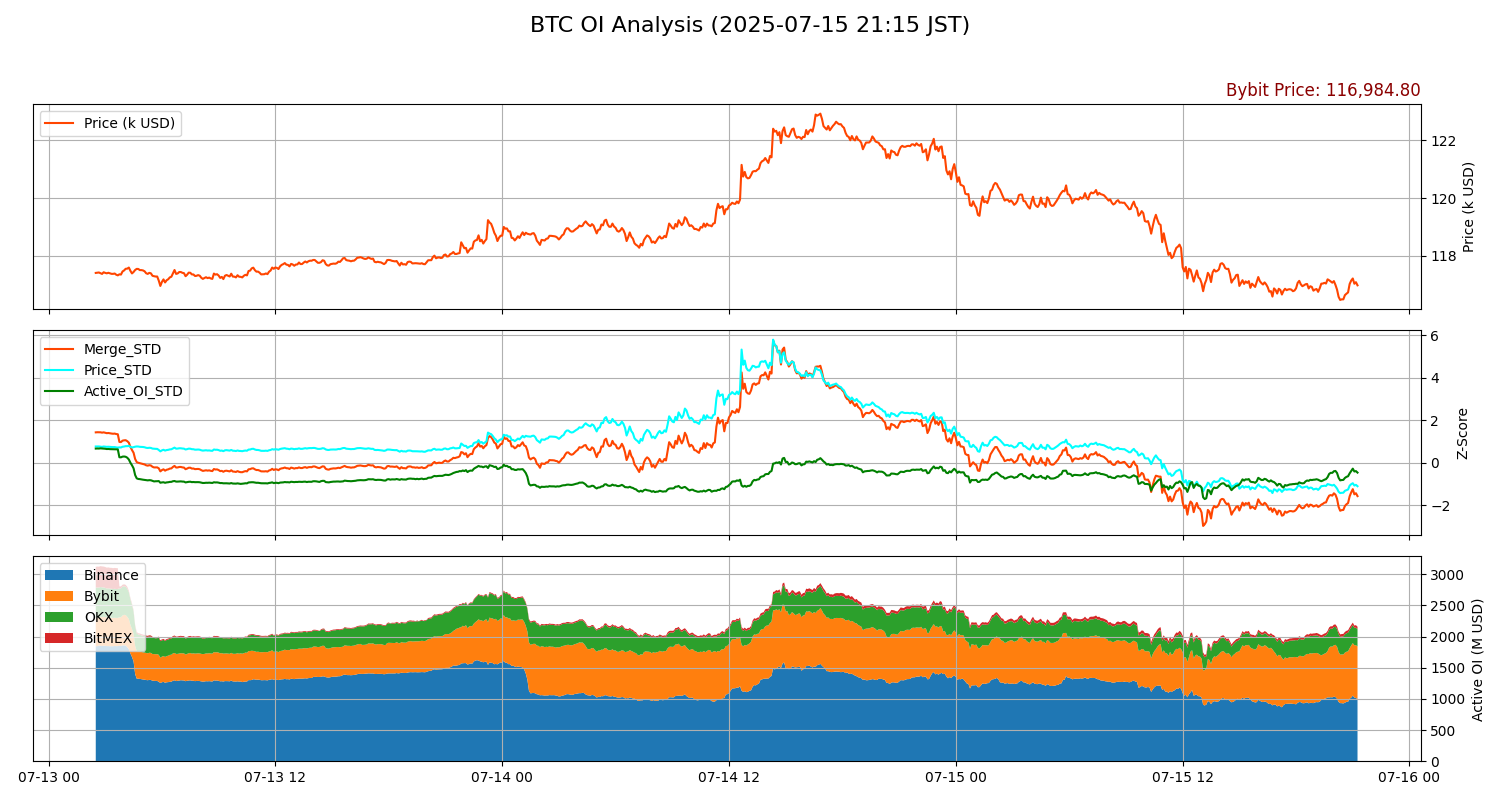 BTC OI Analysis (2025-07-15 21:15 JST)
Bybit Price: 116,984.80
Price (k USD)
122
120
118
Price (k USD)
Merge_STD
Price_STD
Active_OI_STD
6
4
2
0
−2
Z-Score
Binance
Bybit
OKX
BitMEX
3000
2500
2000
1500
1000
500
0
Active OI (M USD)
07-13 00
07-13 12
07-14 00
07-14 12
07-15 00
07-15 12
07-16 00